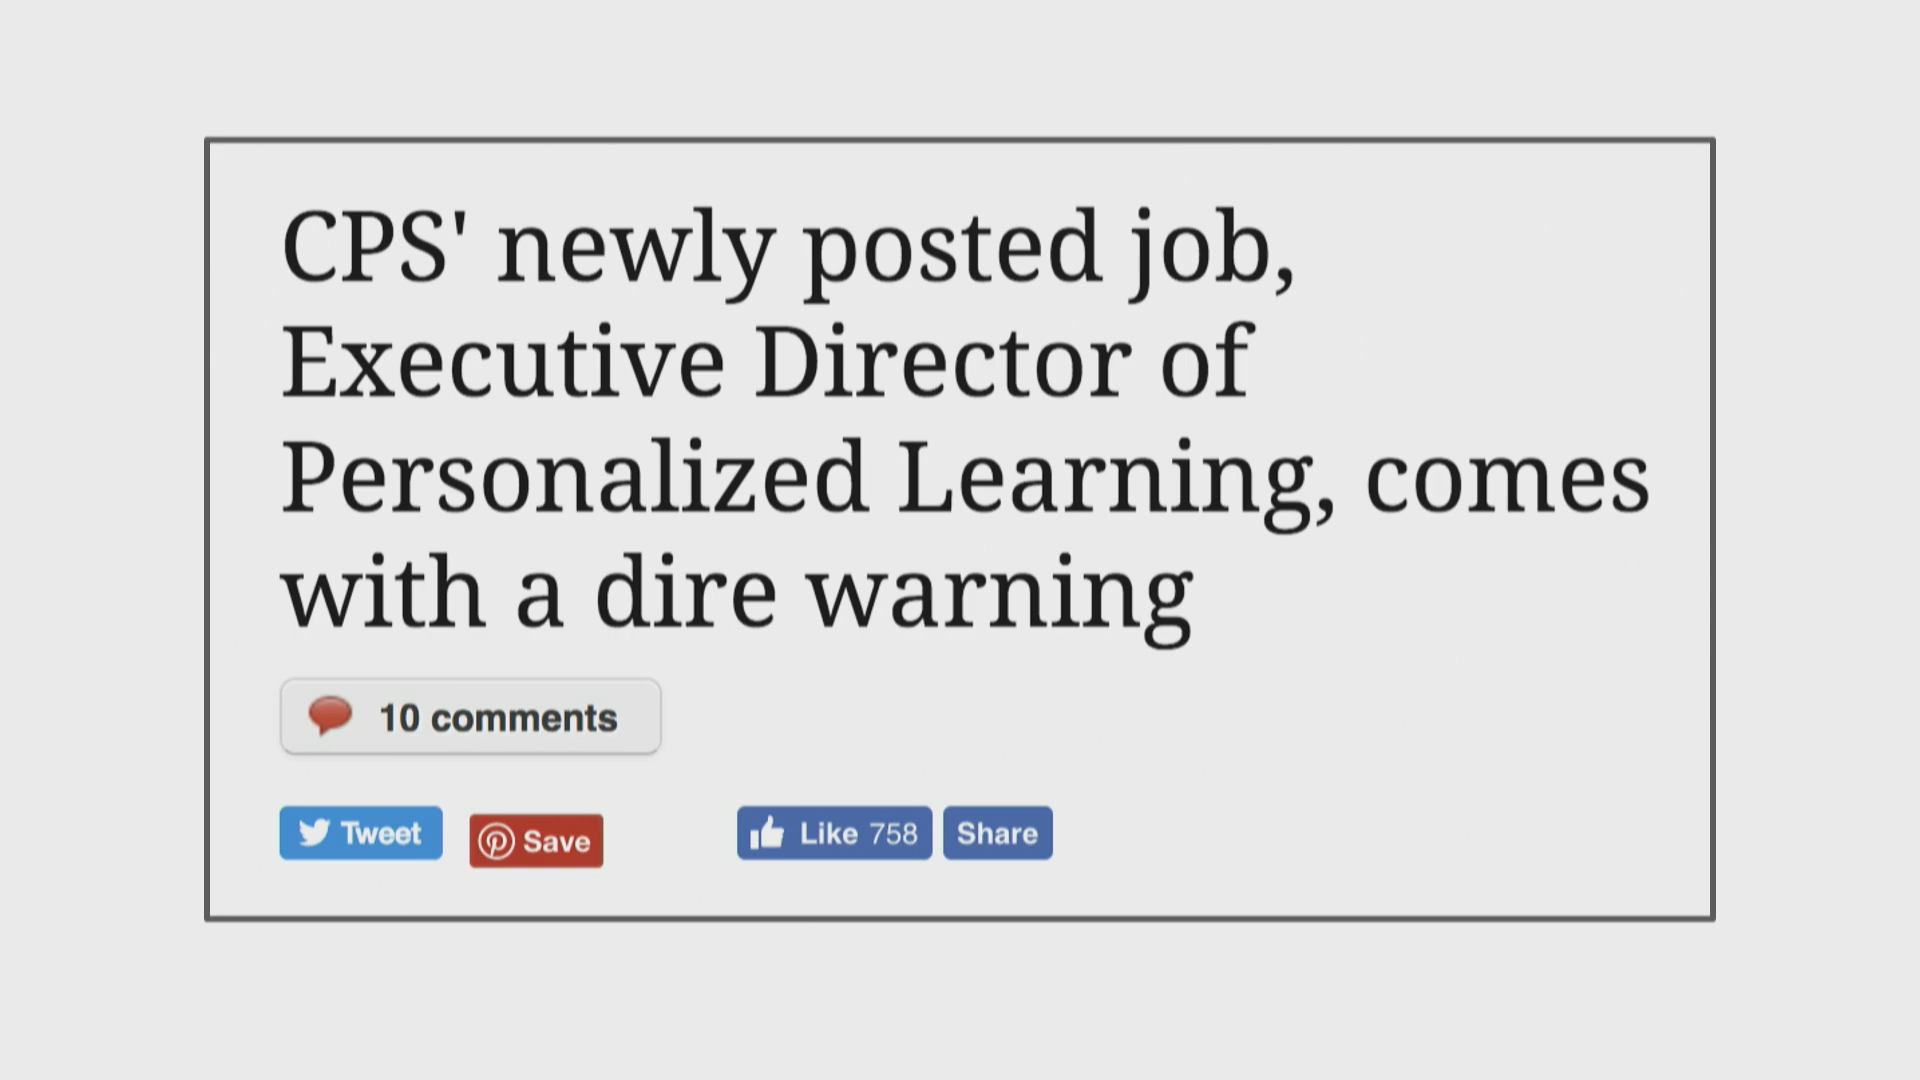 CPS' newly posted job,
Executive Director of
Personalized Learning, comes
with a dire warning
10 comments
Tweet
Save
Like 758
Share